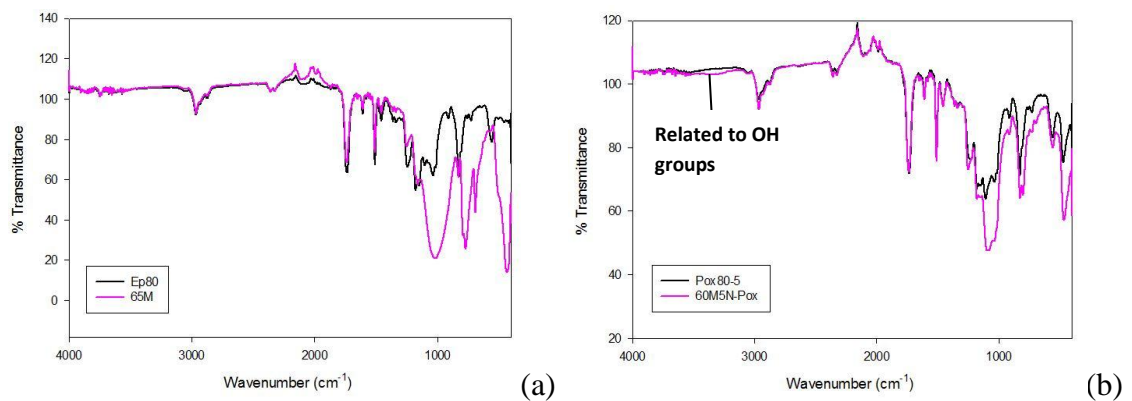 140
120
100
80
60
40
20
0
% Transmittance
Ep80
65M
4000 3000 2000 1000
Wavenumber (cm⁻¹)
(a)
120
100
80
60
40
20
% Transmittance
Related to OH
groups
Pox80-5
60M5N-Pox
4000 3000 2000 1000
Wavenumber (cm⁻¹)
(b)